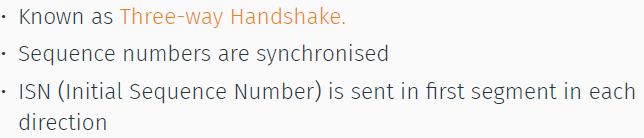 · Known as Three-way Handshake.
· Sequence numbers are synchronised
· ISN (Initial Sequence Number) is sent in first segment in each
direction